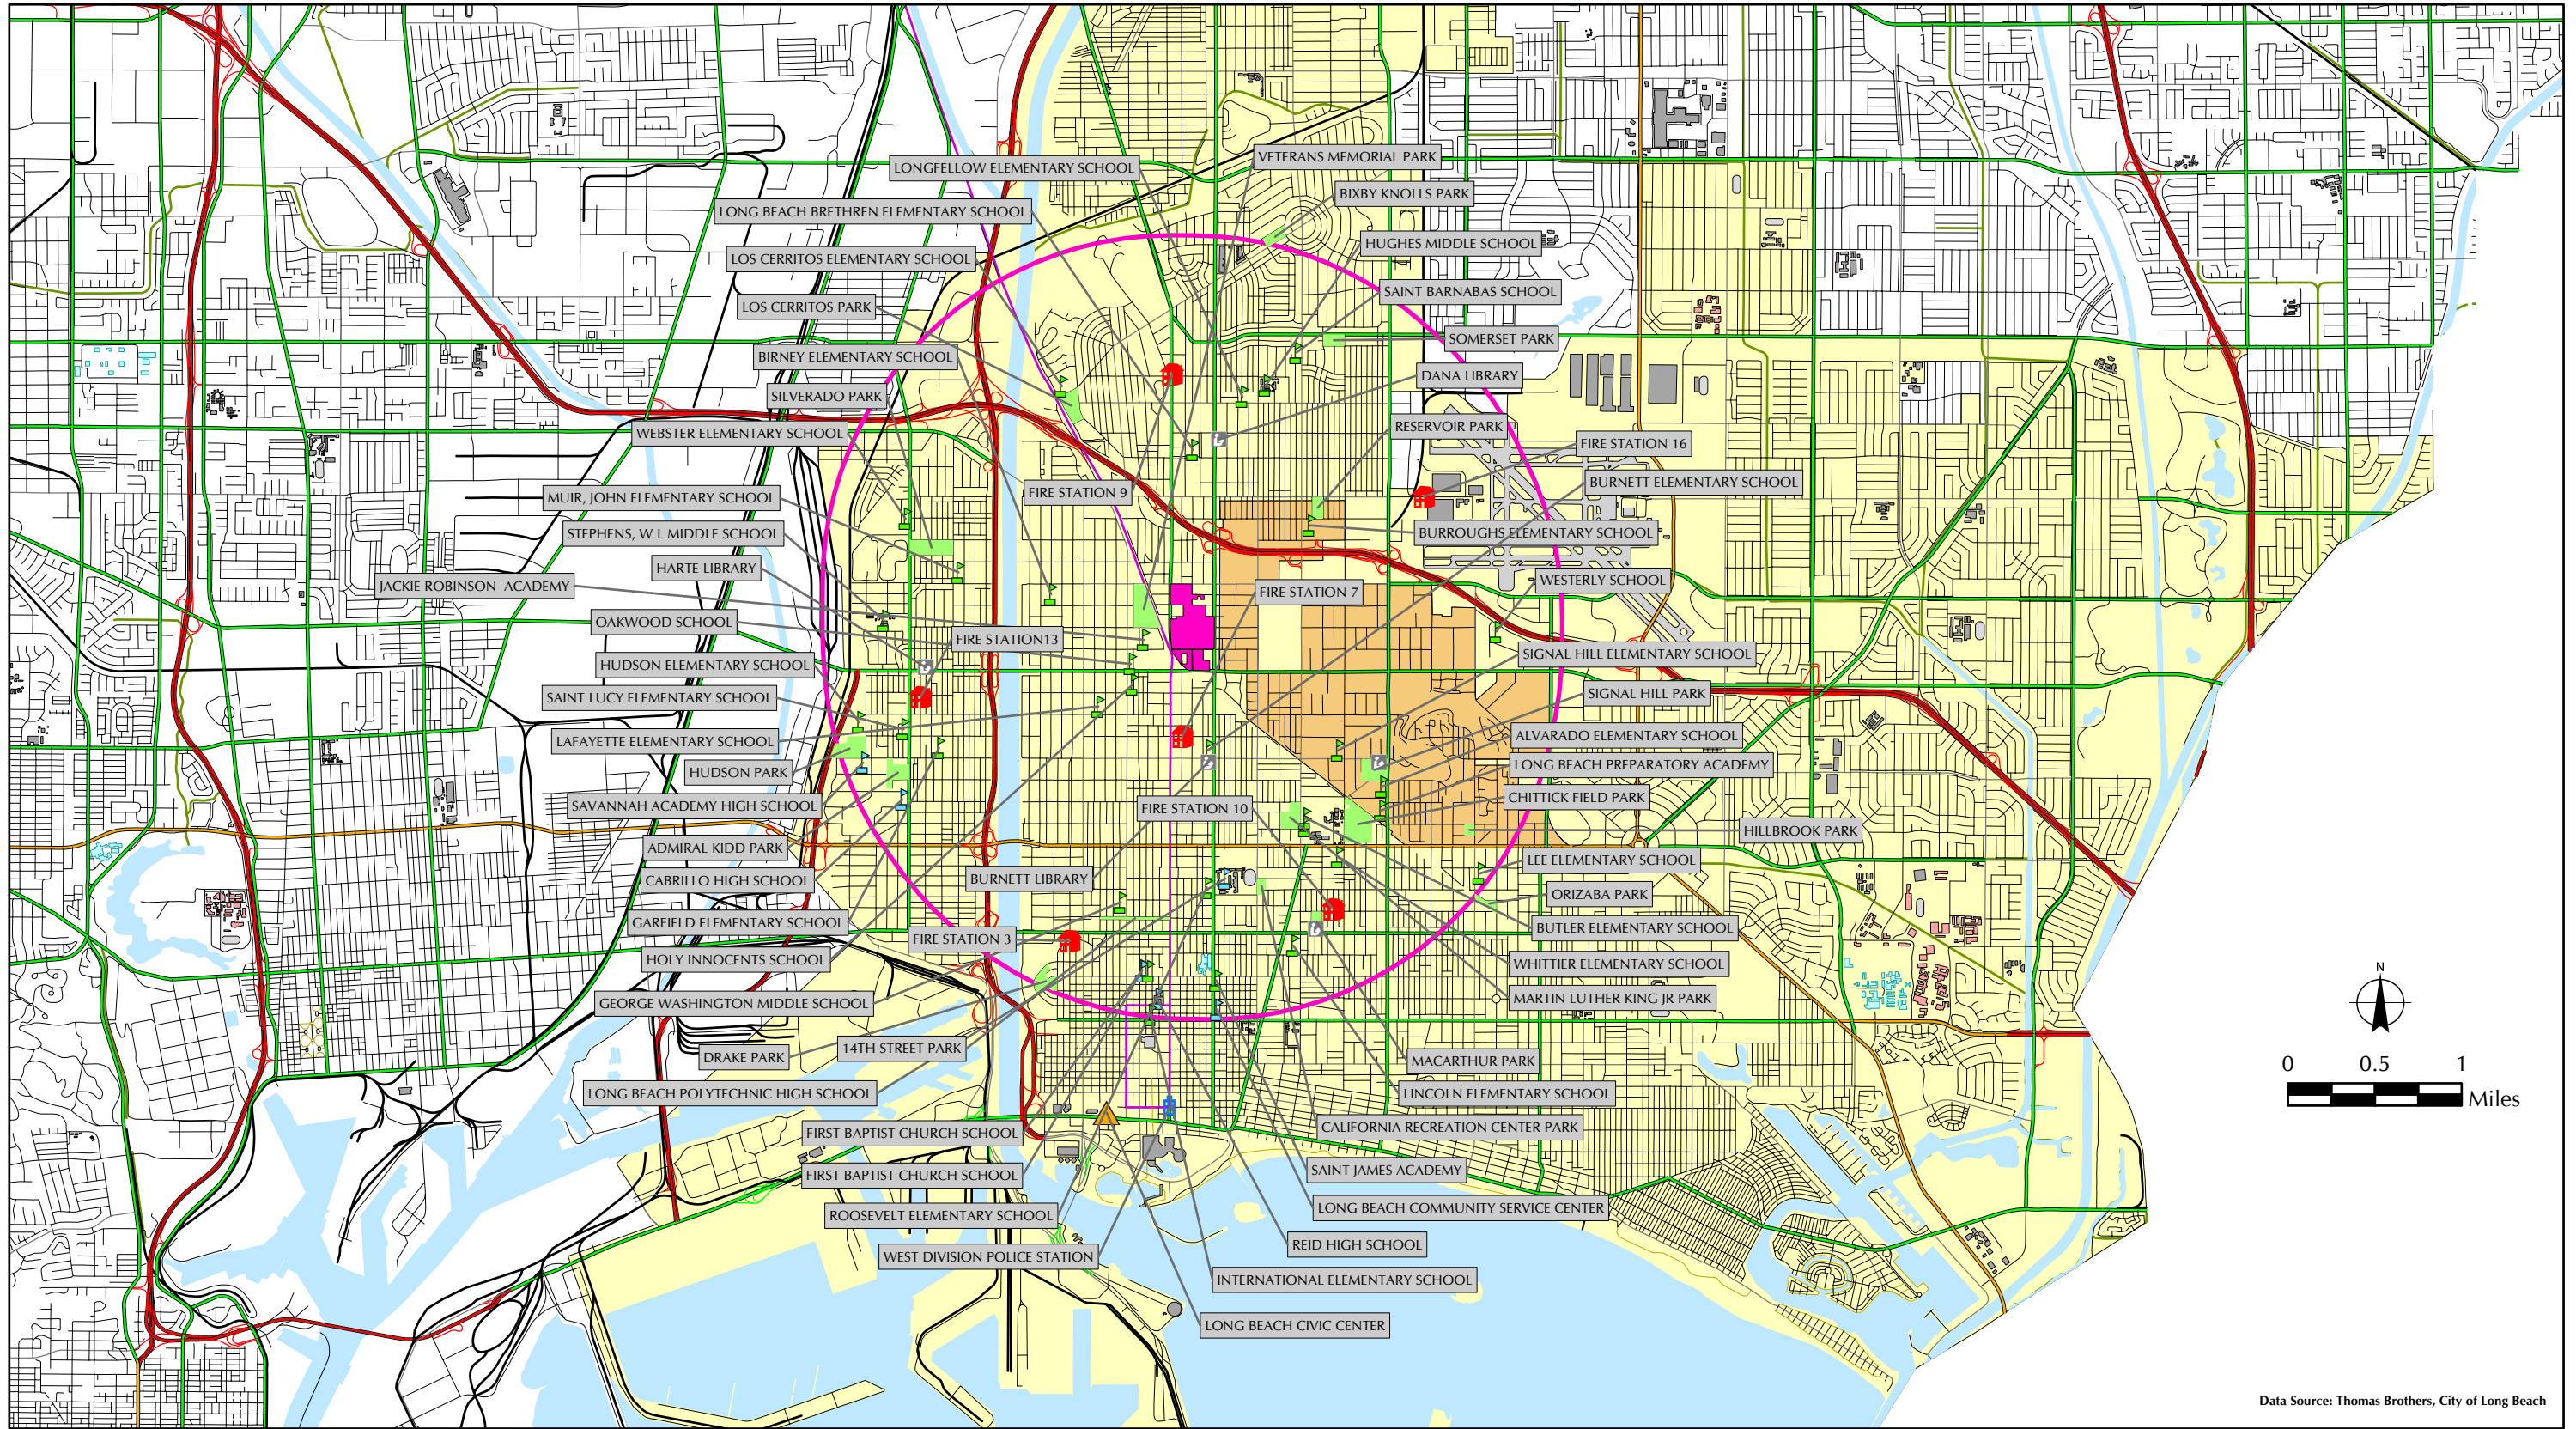 VETERANS MEMORIAL PARK
LONGFELLOW ELEMENTARY SCHOOL
BIXBY KNOLLS PARK
LONG BEACH BRETHREN ELEMENTARY SCHOOL
HUGHES MIDDLE SCHOOL
LOS CERRITOS ELEMENTARY SCHOOL
SAINT BARNABAS SCHOOL
LOS CERRITOS PARK
SOMERSET PARK
BIRNEY ELEMENTARY SCHOOL
DANA LIBRARY
SILVERADO PARK
RESERVOIR PARK
WEBSTER ELEMENTARY SCHOOL
FIRE STATION 16
BURNETT ELEMENTARY SCHOOL
FIRE STATION 9
MUIR, JOHN ELEMENTARY SCHOOL
STEPHENS, W L MIDDLE SCHOOL
BURROUGHS ELEMENTARY SCHOOL
HARTE LIBRARY
WESTERLY SCHOOL
JACKIE ROBINSON ACADEMY
FIRE STATION 7
OAKWOOD SCHOOL
FIRE STATION13
SIGNAL HILL ELEMENTARY SCHOOL
HUDSON ELEMENTARY SCHOOL
SIGNAL HILL PARK
SAINT LUCY ELEMENTARY SCHOOL
ALVARADO ELEMENTARY SCHOOL
LAFAYETTE ELEMENTARY SCHOOL
LONG BEACH PREPARATORY ACADEMY
HUDSON PARK
CHITTICK FIELD PARK
SAVANNAH ACADEMY HIGH SCHOOL
FIRE STATION 10
HILLBROOK PARK
ADMIRAL KIDD PARK
LEE ELEMENTARY SCHOOL
CABRILLO HIGH SCHOOL
BURNETT LIBRARY
ORIZABA PARK
GARFIELD ELEMENTARY SCHOOL
BUTLER ELEMENTARY SCHOOL
FIRE STATION 3
HOLY INNOCENTS SCHOOL
WHITTIER ELEMENTARY SCHOOL
GEORGE WASHINGTON MIDDLE SCHOOL
MARTIN LUTHER KING JR PARK
DRAKE PARK
14TH STREET PARK
MACARTHUR PARK
LONG BEACH POLYTECHNIC HIGH SCHOOL
LINCOLN ELEMENTARY SCHOOL
FIRST BAPTIST CHURCH SCHOOL
CALIFORNIA RECREATION CENTER PARK
FIRST BAPTIST CHURCH SCHOOL
SAINT JAMES ACADEMY
ROOSEVELT ELEMENTARY SCHOOL
LONG BEACH COMMUNITY SERVICE CENTER
WEST DIVISION POLICE STATION
REID HIGH SCHOOL
INTERNATIONAL ELEMENTARY SCHOOL
LONG BEACH CIVIC CENTER
N
0 0.5 1
Miles
Data Source: Thomas Brothers, City of Long Beach